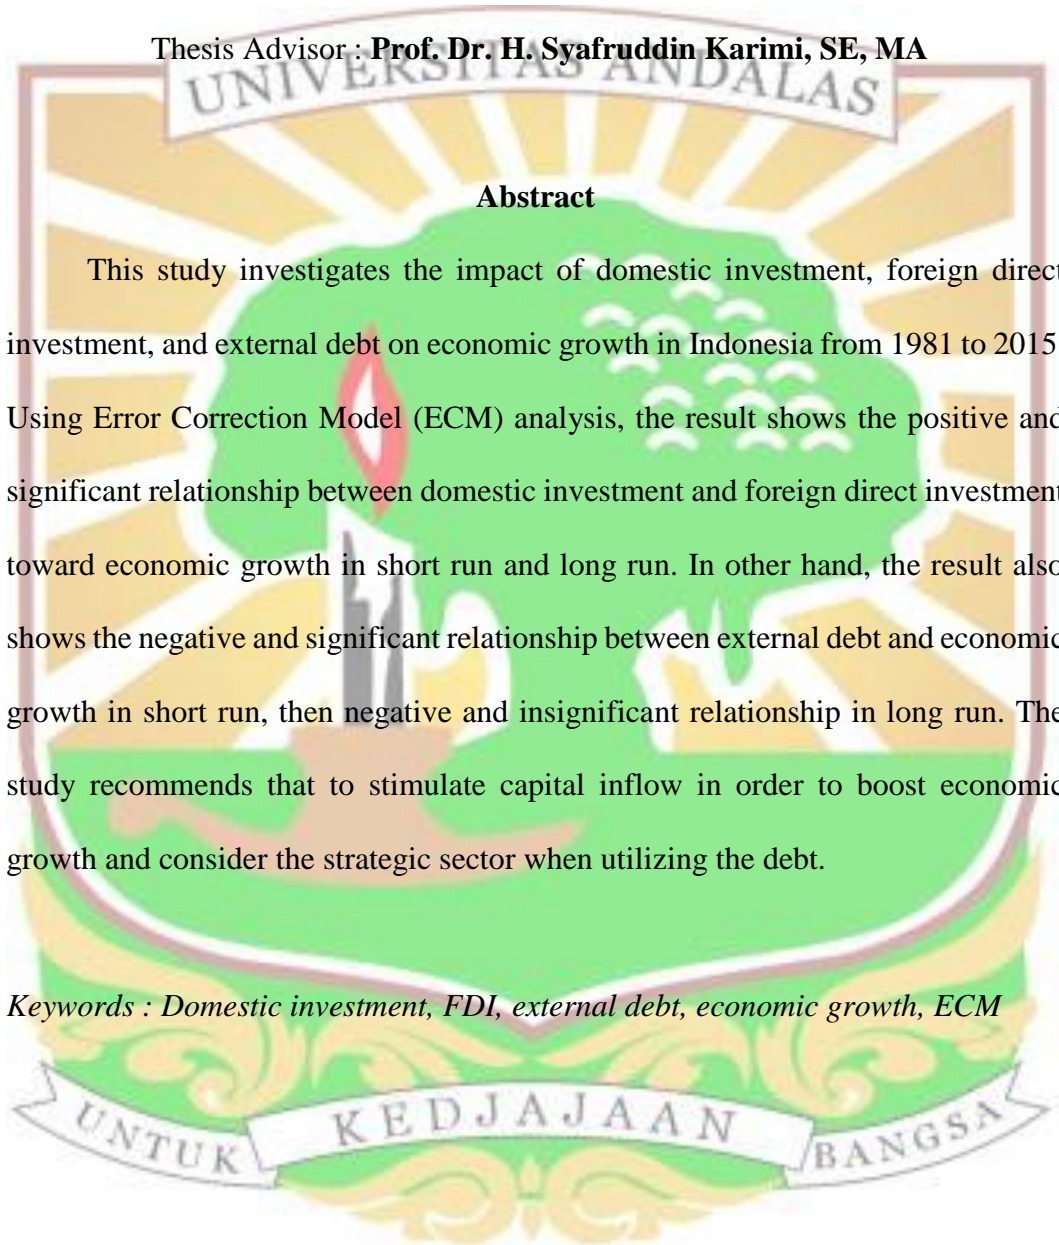 Thesis Advisor : Prof. Dr. H. Syafruddin Karimi, SE, MA
UNIVERSITAS ANDALAS
Abstract
This study investigates the impact of domestic investment, foreign direct
investment, and external debt on economic growth in Indonesia from 1981 to 2015
Using Error Correction Model (ECM) analysis, the result shows the positive and
significant relationship between domestic investment and foreign direct investment
toward economic growth in short run and long run. In other hand, the result also
shows the negative and significant relationship between external debt and economic
growth in short run, then negative and insignificant relationship in long run. The
study recommends that to stimulate capital inflow in order to boost economic
growth and consider the strategic sector when utilizing the debt.
Keywords : Domestic investment, FDI, external debt, economic growth, ECM
UNTUK KEDJAJAAN BANGSA